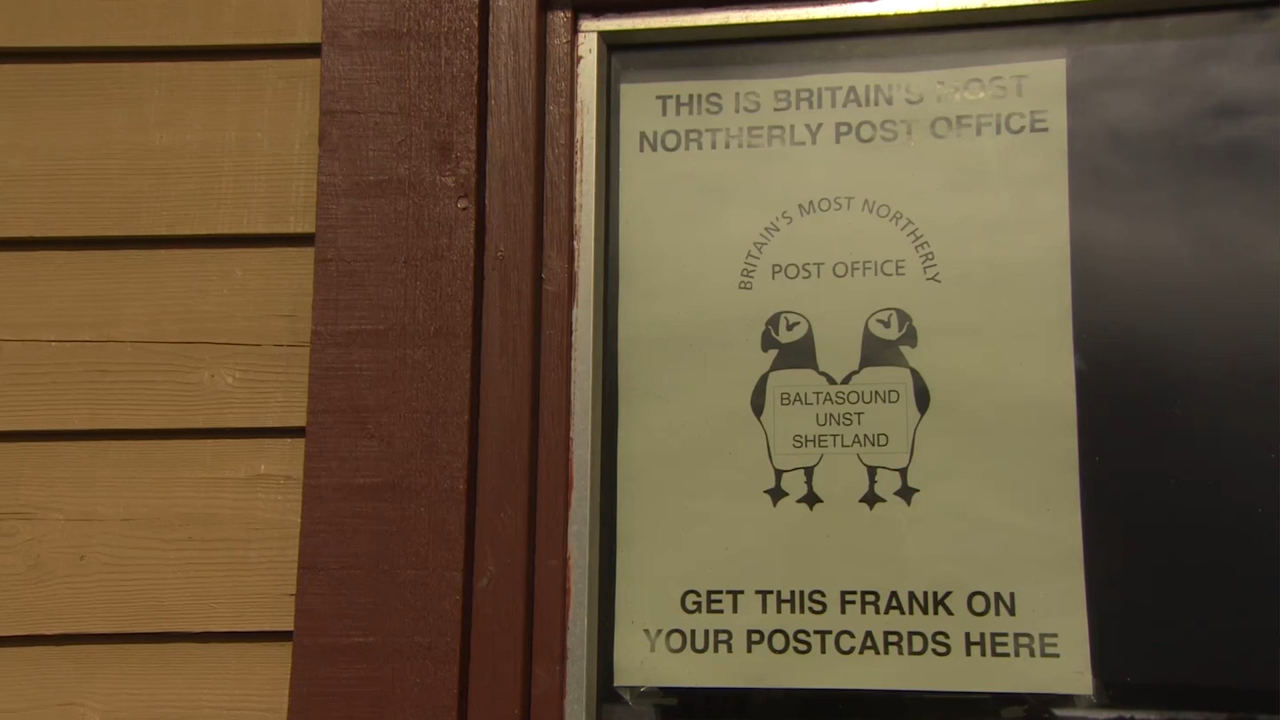 THIS IS BRITAIN'S MOST
NORTHERLY POST OFFICE
BRITAIN'S MOST NORTHERLY
POST OFFICE
BALTASOUND
UNST
SHETLAND
GET THIS FRANK ON
YOUR POSTCARDS HERE